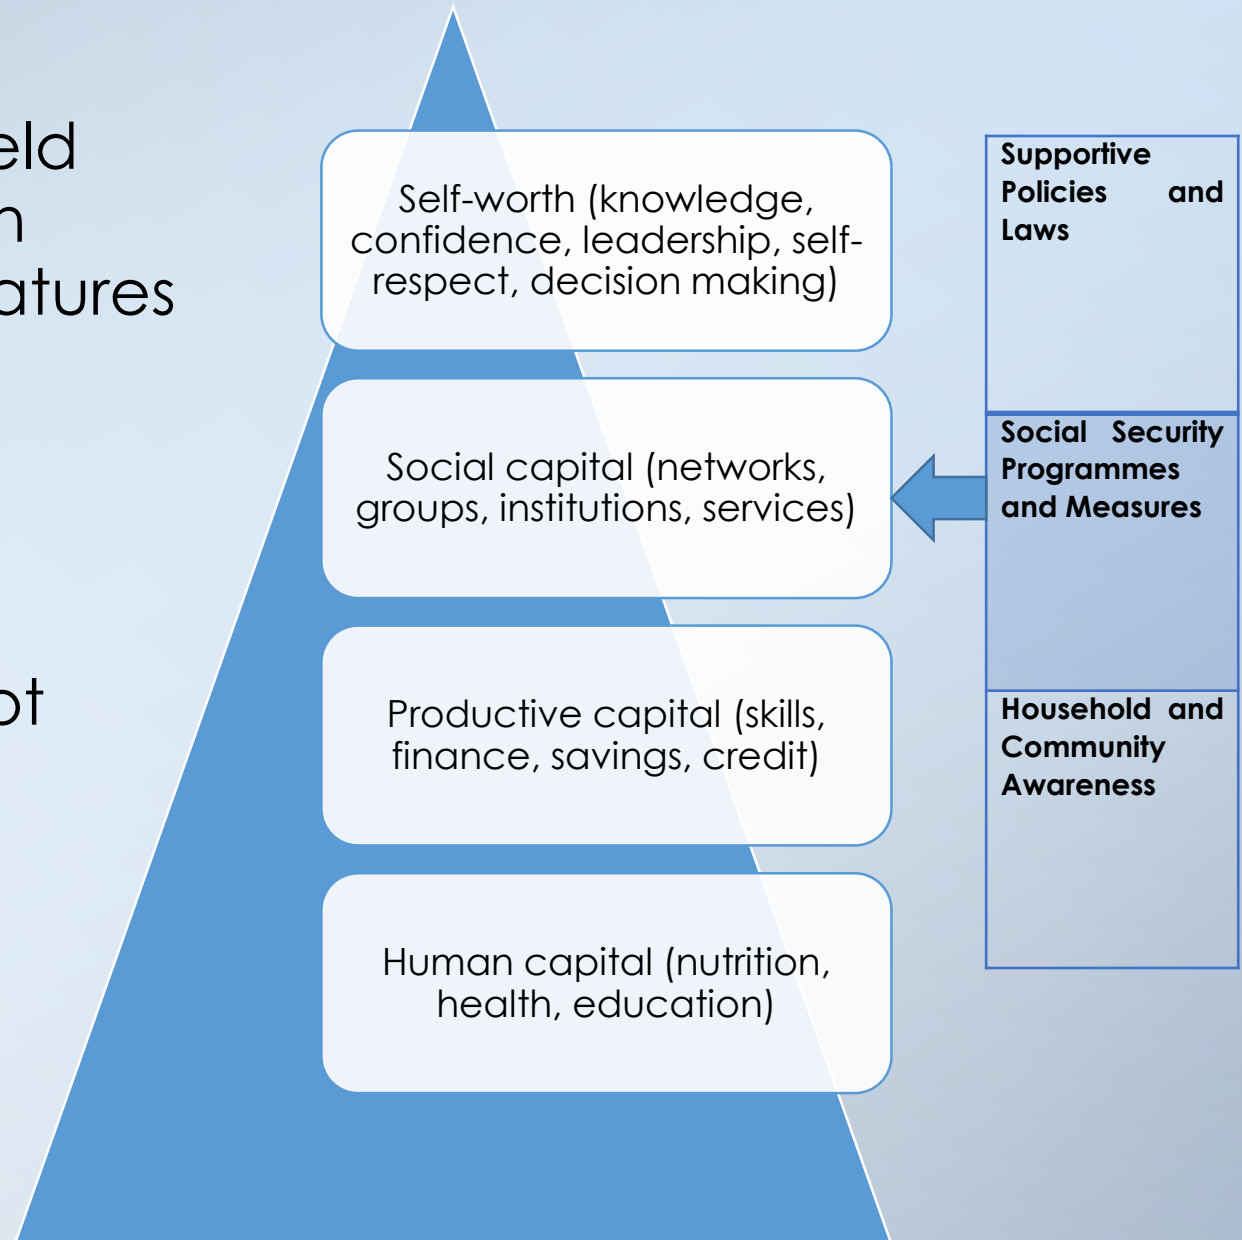 eld
n
atures
ot
Self-worth (knowledge,
confidence, leadership, self-
respect, decision making)
Social capital (networks,
groups, institutions, services)
Productive capital (skills,
finance, savings, credit)
Human capital (nutrition,
health, education)
Supportive
Policies and
Laws
Social Security
Programmes
and Measures
Household and
Community
Awareness